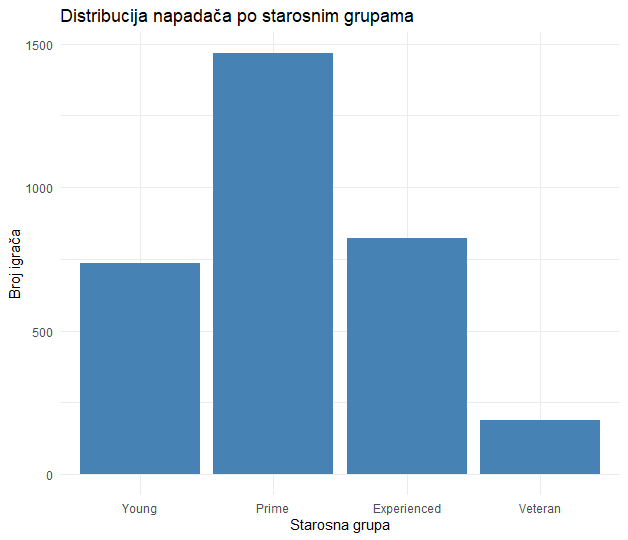 Distribucija napadača po starosnim grupama
1500
1000
500
0
Broj igrača
Young Prime Experienced Veteran
Starosna grupa